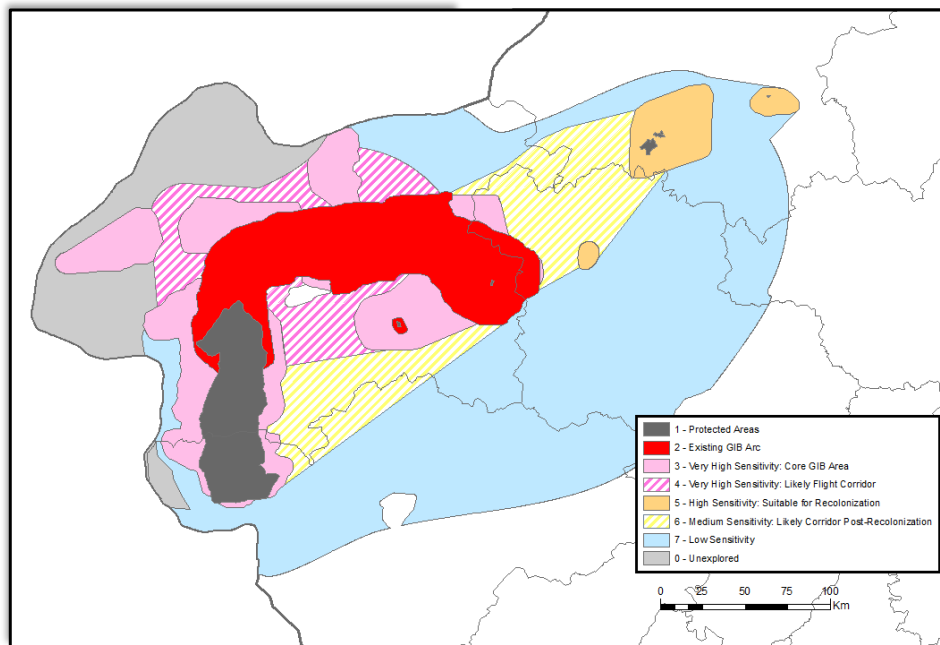 1 - Protected Areas
2 - Existing GIB Arc
3 - Very High Sensitivity: Core GIB Area
4 - Very High Sensitivity: Likely Flight Corridor
5 - High Sensitivity: Suitable for Recolonization
6 - Medium Sensitivity: Likely Corridor Post-Recolonization
7 - Low Sensitivity
0 - Unexplored
0 25 50 75 100
Km